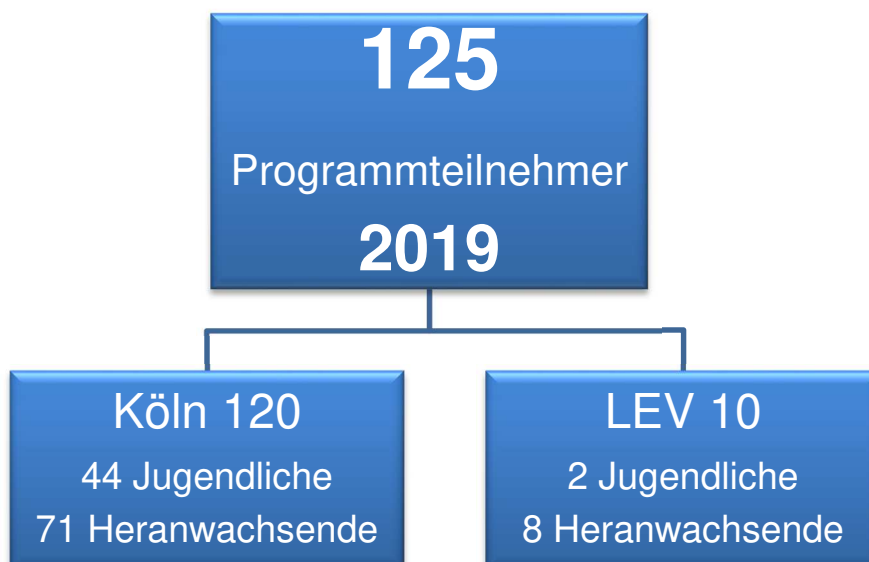 125
Programmteilnehmer
2019
Köln 120
44 Jugendliche
71 Heranwachsende
LEV 10
2 Jugendliche
8 Heranwachsende